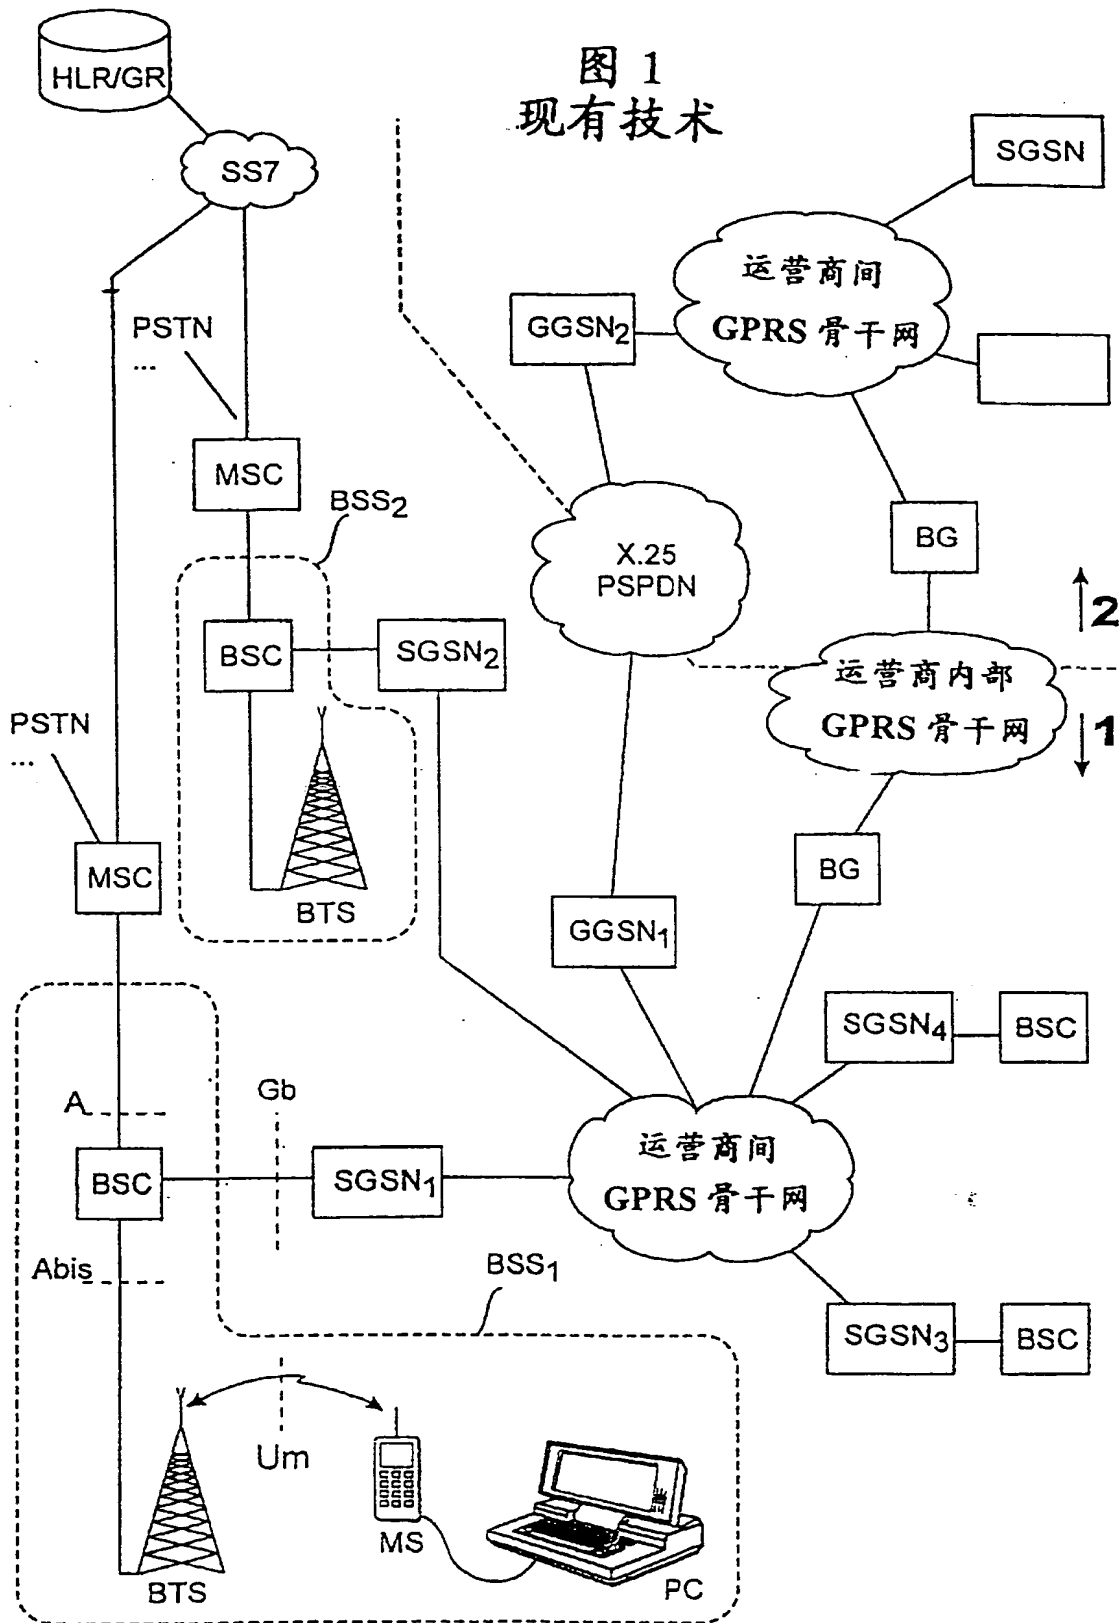 图 1
现有技术
HLR/GR
SS7
SGSN
运营商间
GPRS 骨干网
GGSN2
PSTN
...
MSC
BSS2
X.25
PSPDN
BG
2
BSC
SGSN2
运营商内部
GPRS 骨干网
1
PSTN
...
MSC
BTS
BG
GGSN1
SGSN4
BSC
A
Gb
BSC
SGSN1
运营商间
GPRS 骨干网
Abis
BSS1
SGSN3
BSC
Um
MS
BTS
PC